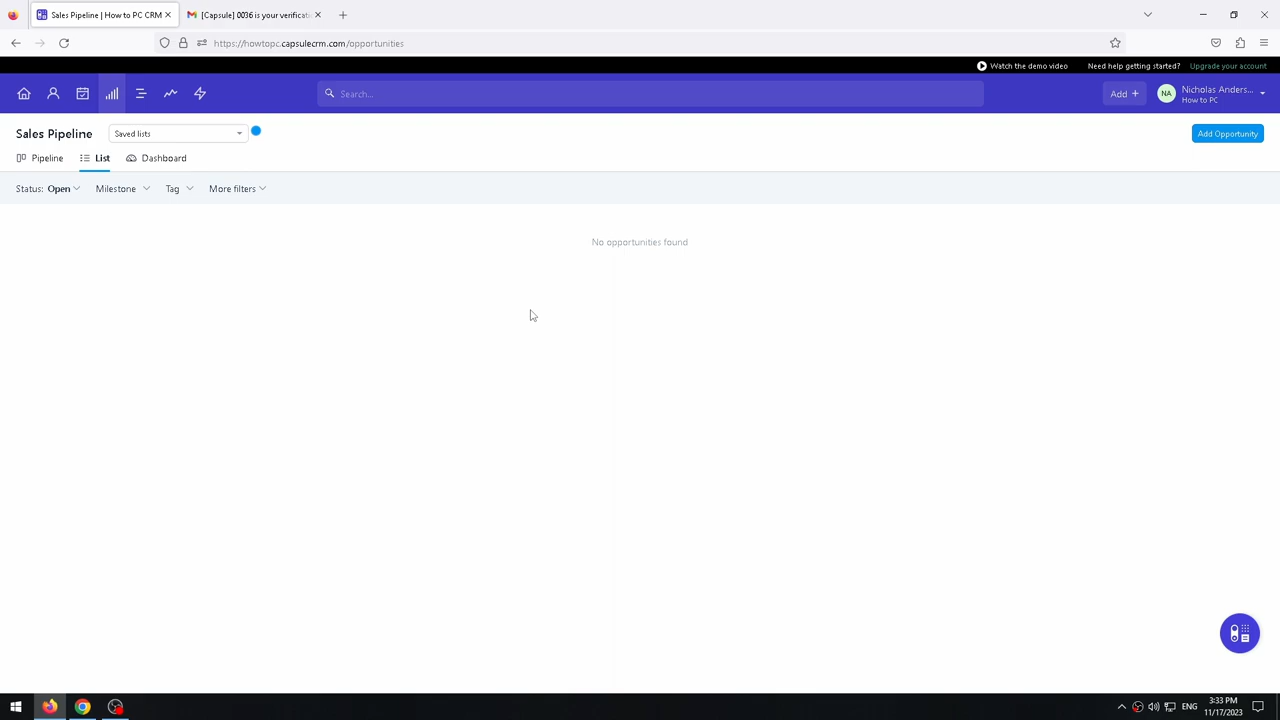 Sales Pipeline | How to PC CRM
[Capsule] 0036 is your verificati
https://howtopc.capsulecrm.com/opportunities
Watch the demo video
Need help getting started?
Upgrade your account
Search...
Add +
NA
Nicholas Anders...
How to PC
Sales Pipeline
Saved lists
Add Opportunity
Pipeline
List
Dashboard
Status: Open
Milestone
Tag
More filters
No opportunities found
ENG
3:33 PM
11/17/2023